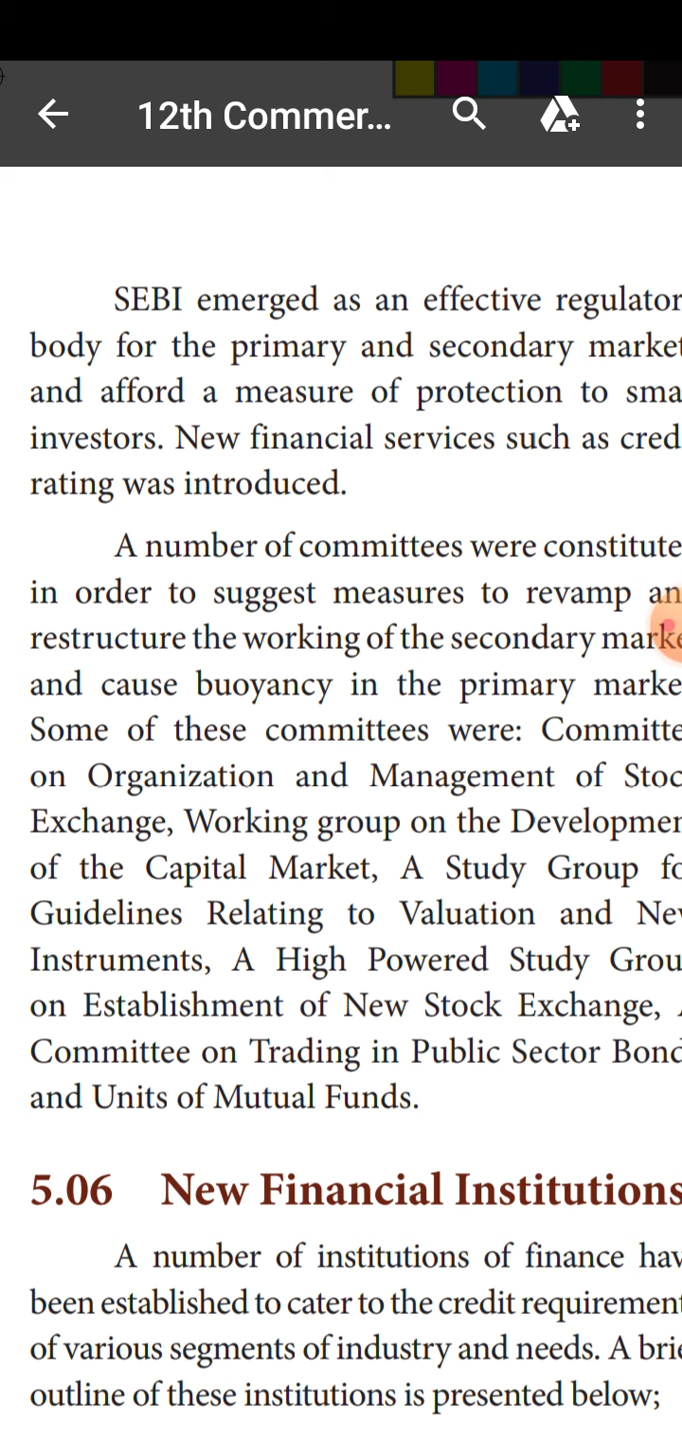 12th Commer...
SEBI emerged as an effective regulator
body for the primary and secondary market
and afford a measure of protection to sma
investors. New financial services such as cred
rating was introduced.
A number of committees were constitute
in order to suggest measures to revamp an
restructure the working of the secondary marke
and cause buoyancy in the primary marke
Some of these committees were: Committe
on Organization and Management of Stoc
Exchange, Working group on the Developmen
of the Capital Market, A Study Group fo
Guidelines Relating to Valuation and Nev
Instruments, A High Powered Study Grou
on Establishment of New Stock Exchange,
Committee on Trading in Public Sector Bond
and Units of Mutual Funds.
5.06 New Financial Institutions
A number of institutions of finance hav
been established to cater to the credit requirement
of various segments of industry and needs. A brie
outline of these institutions is presented below;